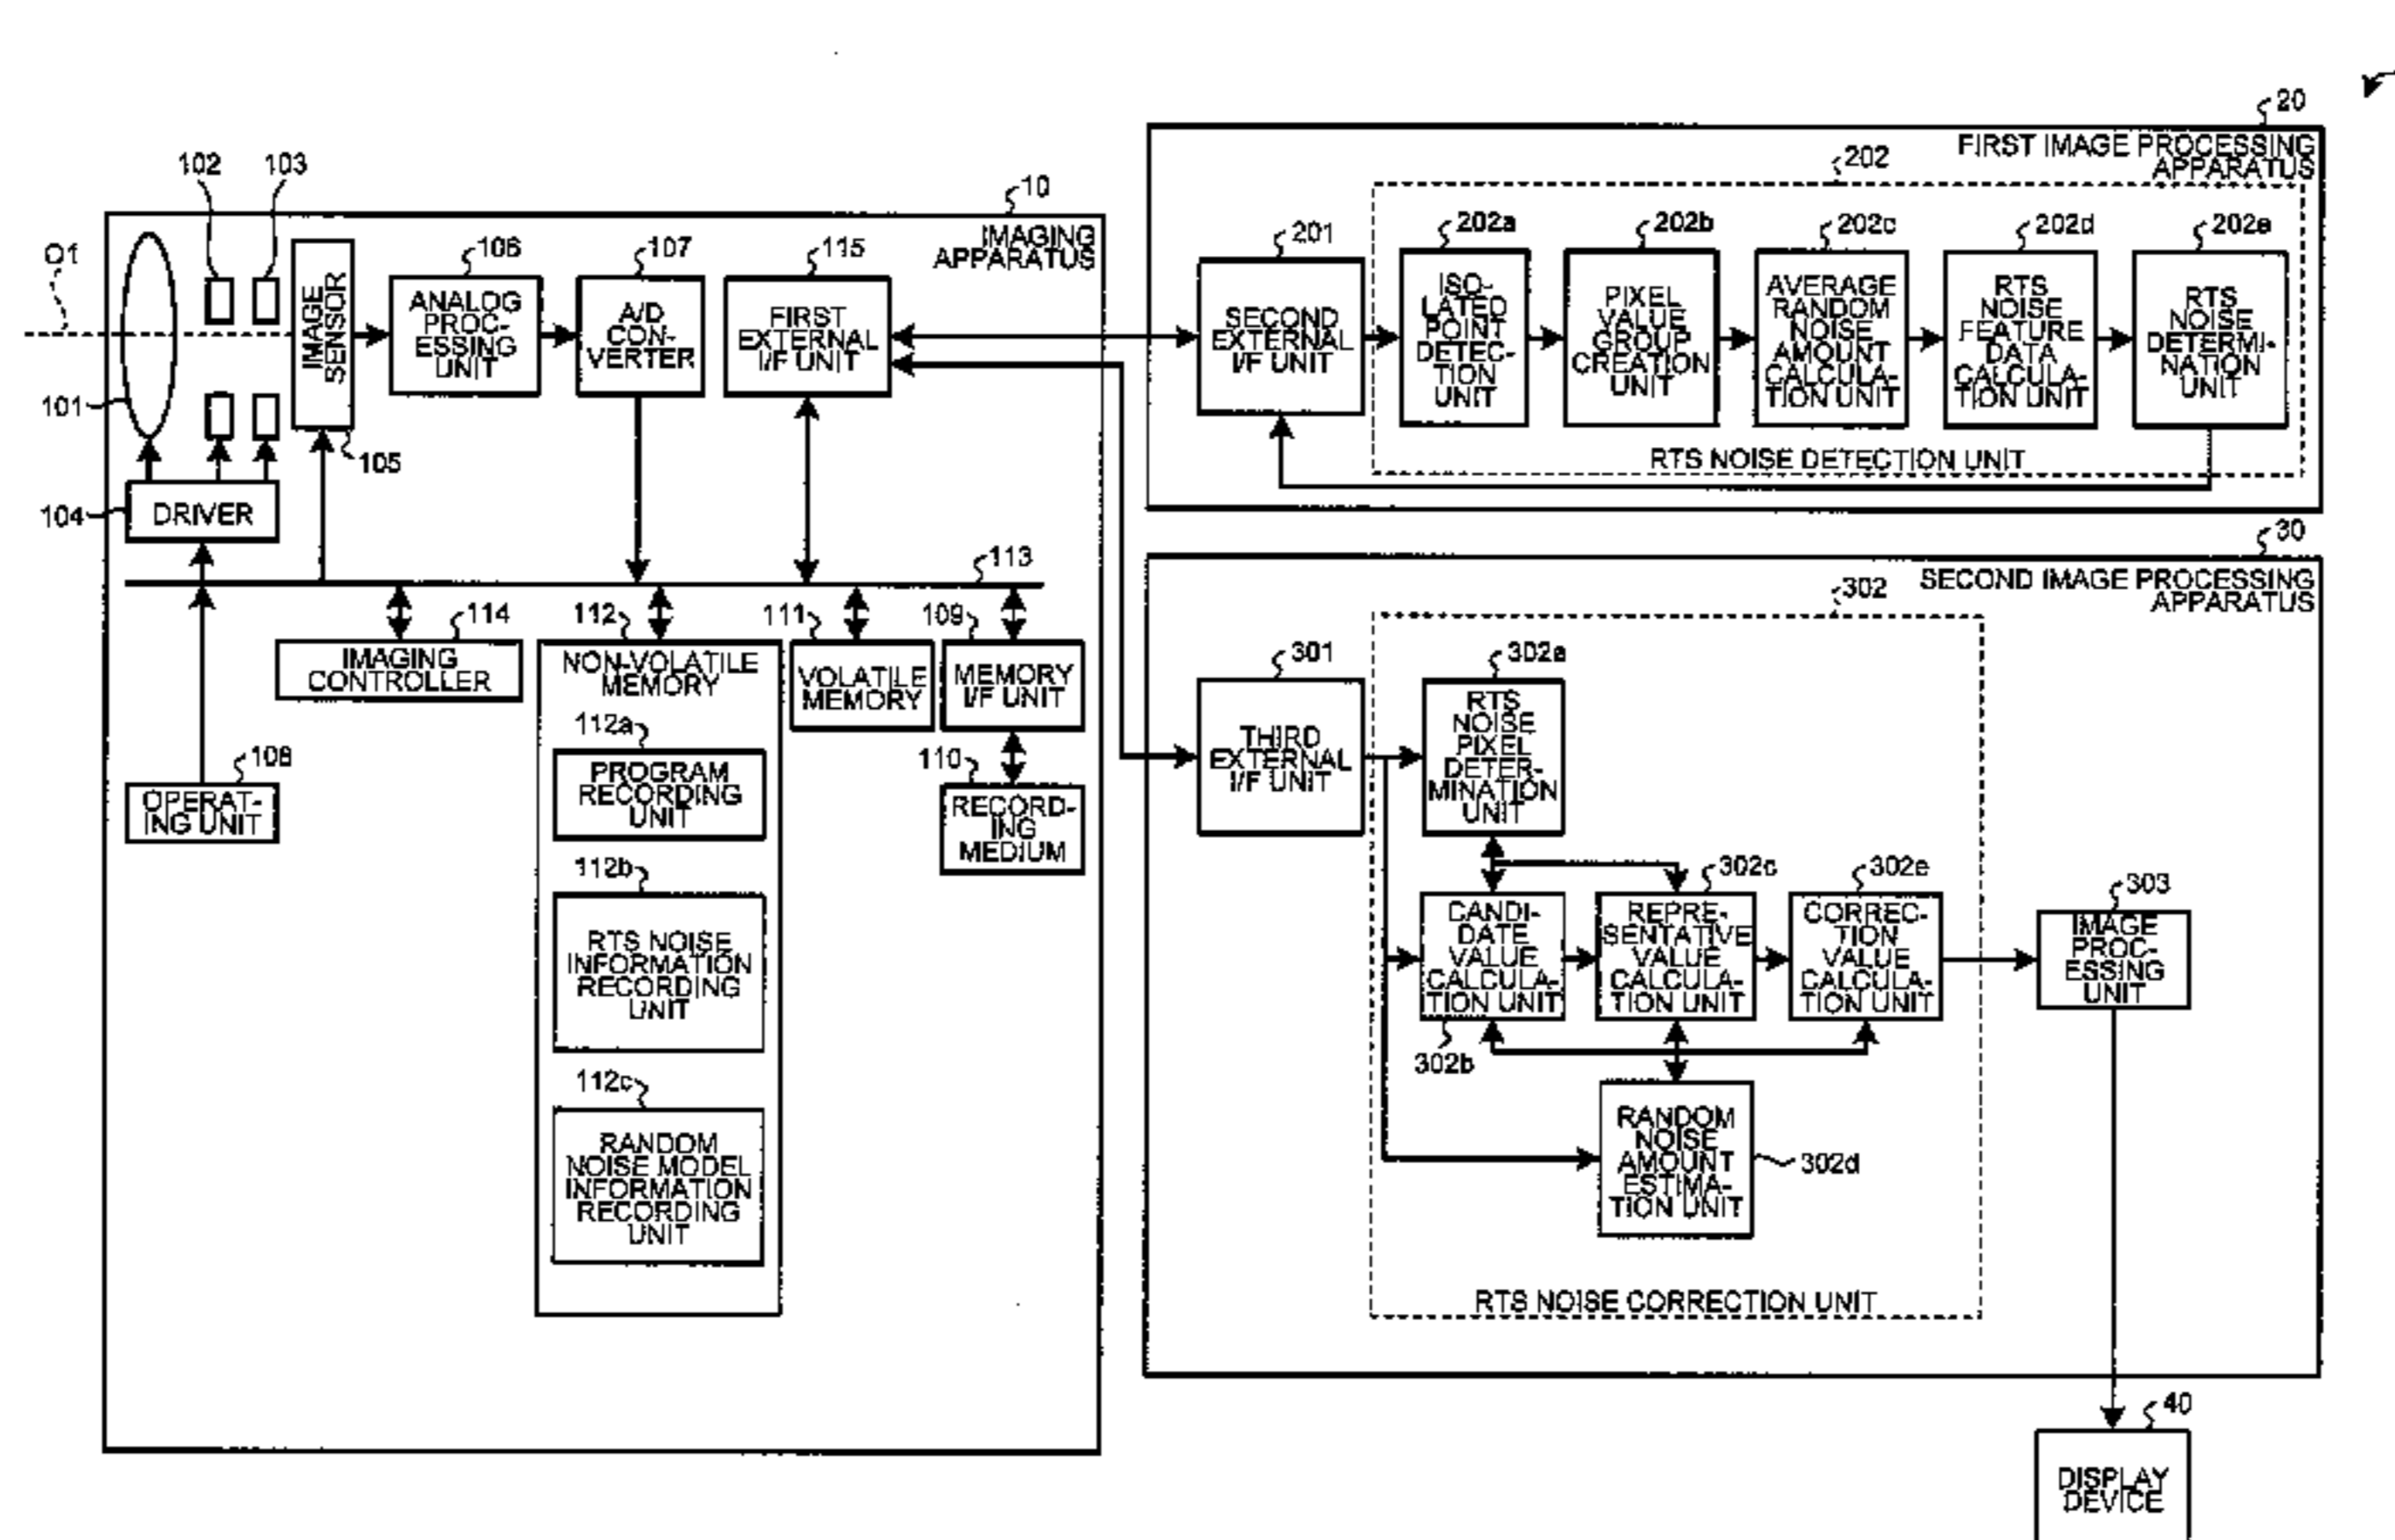 20
FIRST IMAGE PROCESSING
APPARATUS
202
102
103
10
IMAGING
APPARATUS
O1
106
107
115
201
202a
202b
202c
202d
202e
IMAGE
SENSOR
ANALOG
PROC-
ESSING
UNIT
A/D
CON-
VERTER
FIRST
EXTERNAL
I/F UNIT
SECOND
EXTERNAL
I/F UNIT
ISO-
LATED
POINT
DETEC-
TION
UNIT
PIXEL
VALUE
GROUP
CREATION
UNIT
AVERAGE
RANDOM
NOISE
AMOUNT
CALCULA-
TION UNIT
RTS
NOISE
FEATURE
DATA
CALCULA-
TION UNIT
RTS
NOISE
DETERMI-
NATION
UNIT
101
105
RTS NOISE DETECTION UNIT
104
DRIVER
30
SECOND IMAGE PROCESSING
APPARATUS
113
114
112
111
109
302
IMAGING
CONTROLLER
NON-VOLATILE
MEMORY
VOLATILE
MEMORY
MEMORY
I/F UNIT
301
302a
THIRD
EXTERNAL
I/F UNIT
RTS
NOISE
PIXEL
DETER-
MINATION
UNIT
112a
PROGRAM
RECORDING
UNIT
108
OPERAT-
ING UNIT
110
RECORD-
ING
MEDIUM
112b
RTS NOISE
INFORMATION
RECORDING
UNIT
302c
302e
303
CANDI-
DATE
VALUE
CALCULA-
TION UNIT
REPRE-
SENTATIVE
VALUE
CALCULA-
TION UNIT
CORREC-
TION
VALUE
CALCULA-
TION UNIT
IMAGE
PROC-
ESSING
UNIT
302b
112c
RANDOM
NOISE MODEL
INFORMATION
RECORDING
UNIT
RANDOM
NOISE
AMOUNT
ESTIMA-
TION UNIT
302d
RTS NOISE CORRECTION UNIT
40
DISPLAY
DEVICE